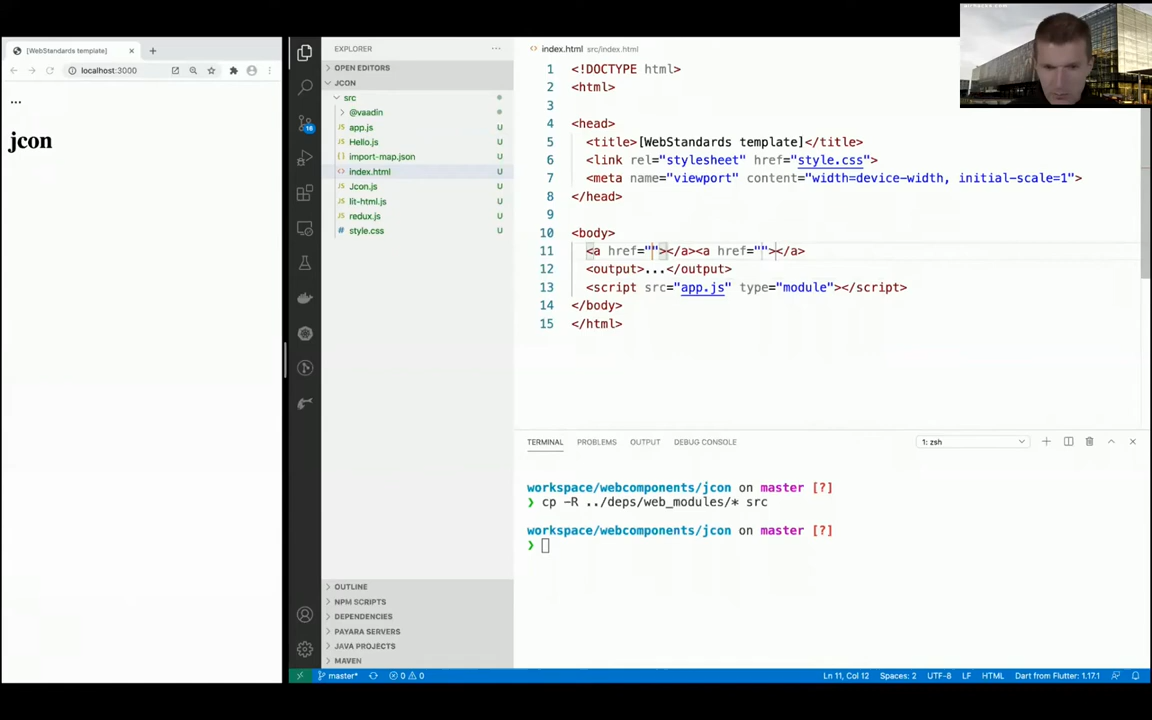 [WebStandards template]
localhost:3000
...
jcon
EXPLORER
OPEN EDITORS
JCON
src
@vaadin
app.js U
Hello.js U
import-map.json U
index.html U
Jcon.js U
lit-html.js U
redux.js U
style.css U
16
OUTLINE
NPM SCRIPTS
DEPENDENCIES
PAYARA SERVERS
JAVA PROJECTS
MAVEN
index.html src/index.html
1 <!DOCTYPE html>
2 <html>
3
4 <head>
5 <title>[WebStandards template]</title>
6 <link rel="stylesheet" href="style.css">
7 <meta name="viewport" content="width=device-width, initial-scale=1">
8 </head>
9
10 <body>
11 <a href=""></a><a href=""></a>
12 <output>...</output>
13 <script src="app.js" type="module"></script>
14 </body>
15 </html>
TERMINAL PROBLEMS OUTPUT DEBUG CONSOLE 1: zsh
workspace/webcomponents/jcon on master [?]
❯ cp -R ../deps/web_modules/* src
workspace/webcomponents/jcon on master [?]
❯
master* 0 0 Ln 11, Col 12 Spaces: 2 UTF-8 LF HTML Dart from Flutter: 1.17.1